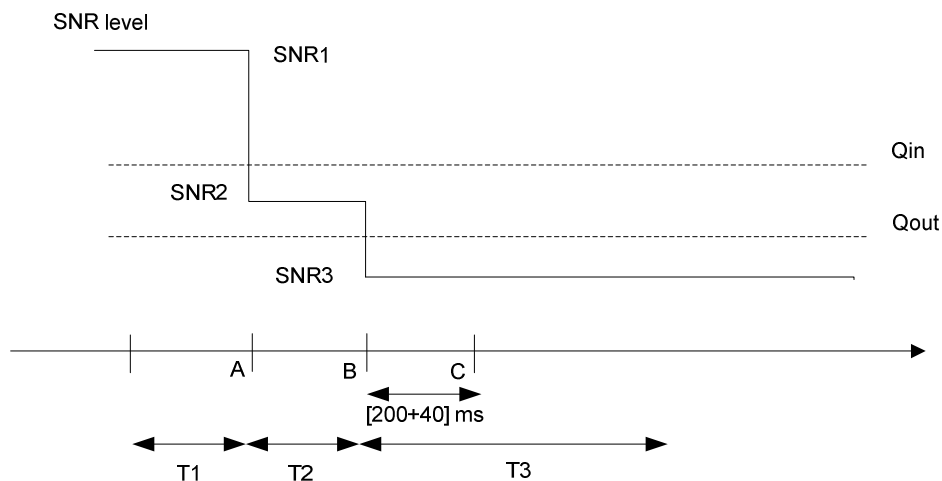 SNR level
SNR1
Qin
SNR2
Qout
SNR3
A
B
C
[200+40] ms
T1
T2
T3